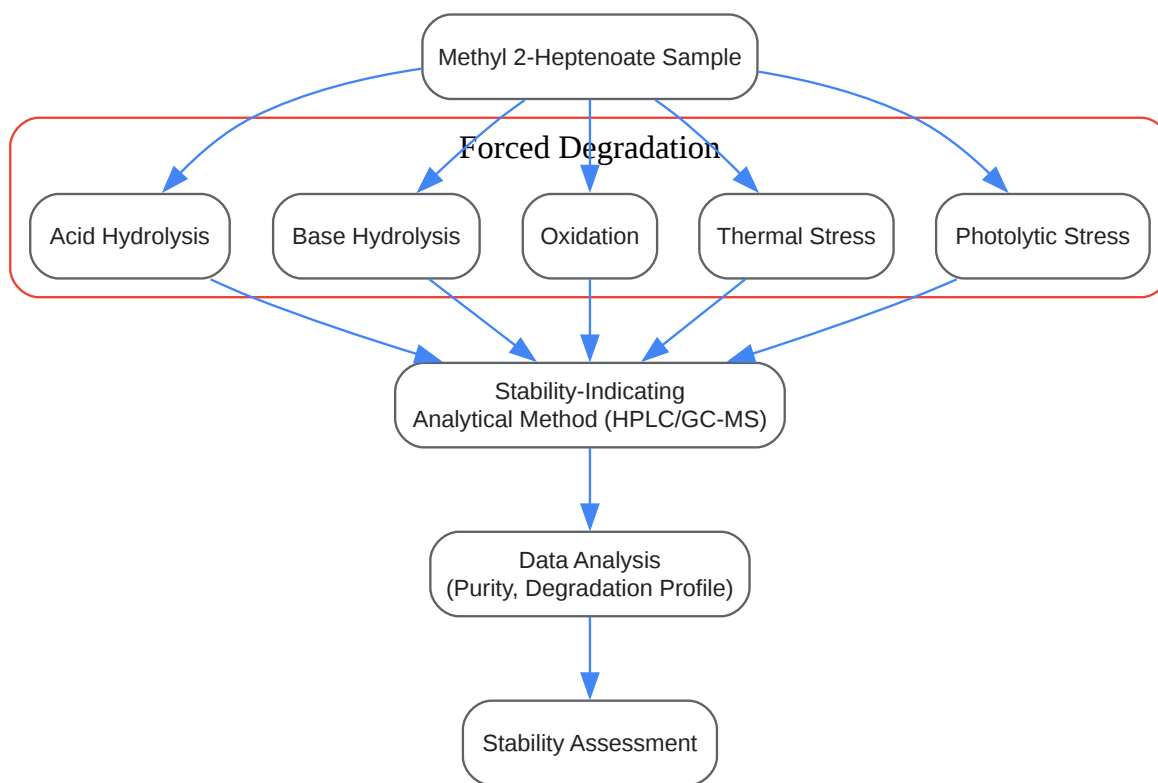 Methyl 2-Heptenoate Sample
Forced Degradation
Acid Hydrolysis
Base Hydrolysis
Oxidation
Thermal Stress
Photolytic Stress
Stability-Indicating
Analytical Method (HPLC/GC-MS)
Data Analysis
(Purity, Degradation Profile)
Stability Assessment